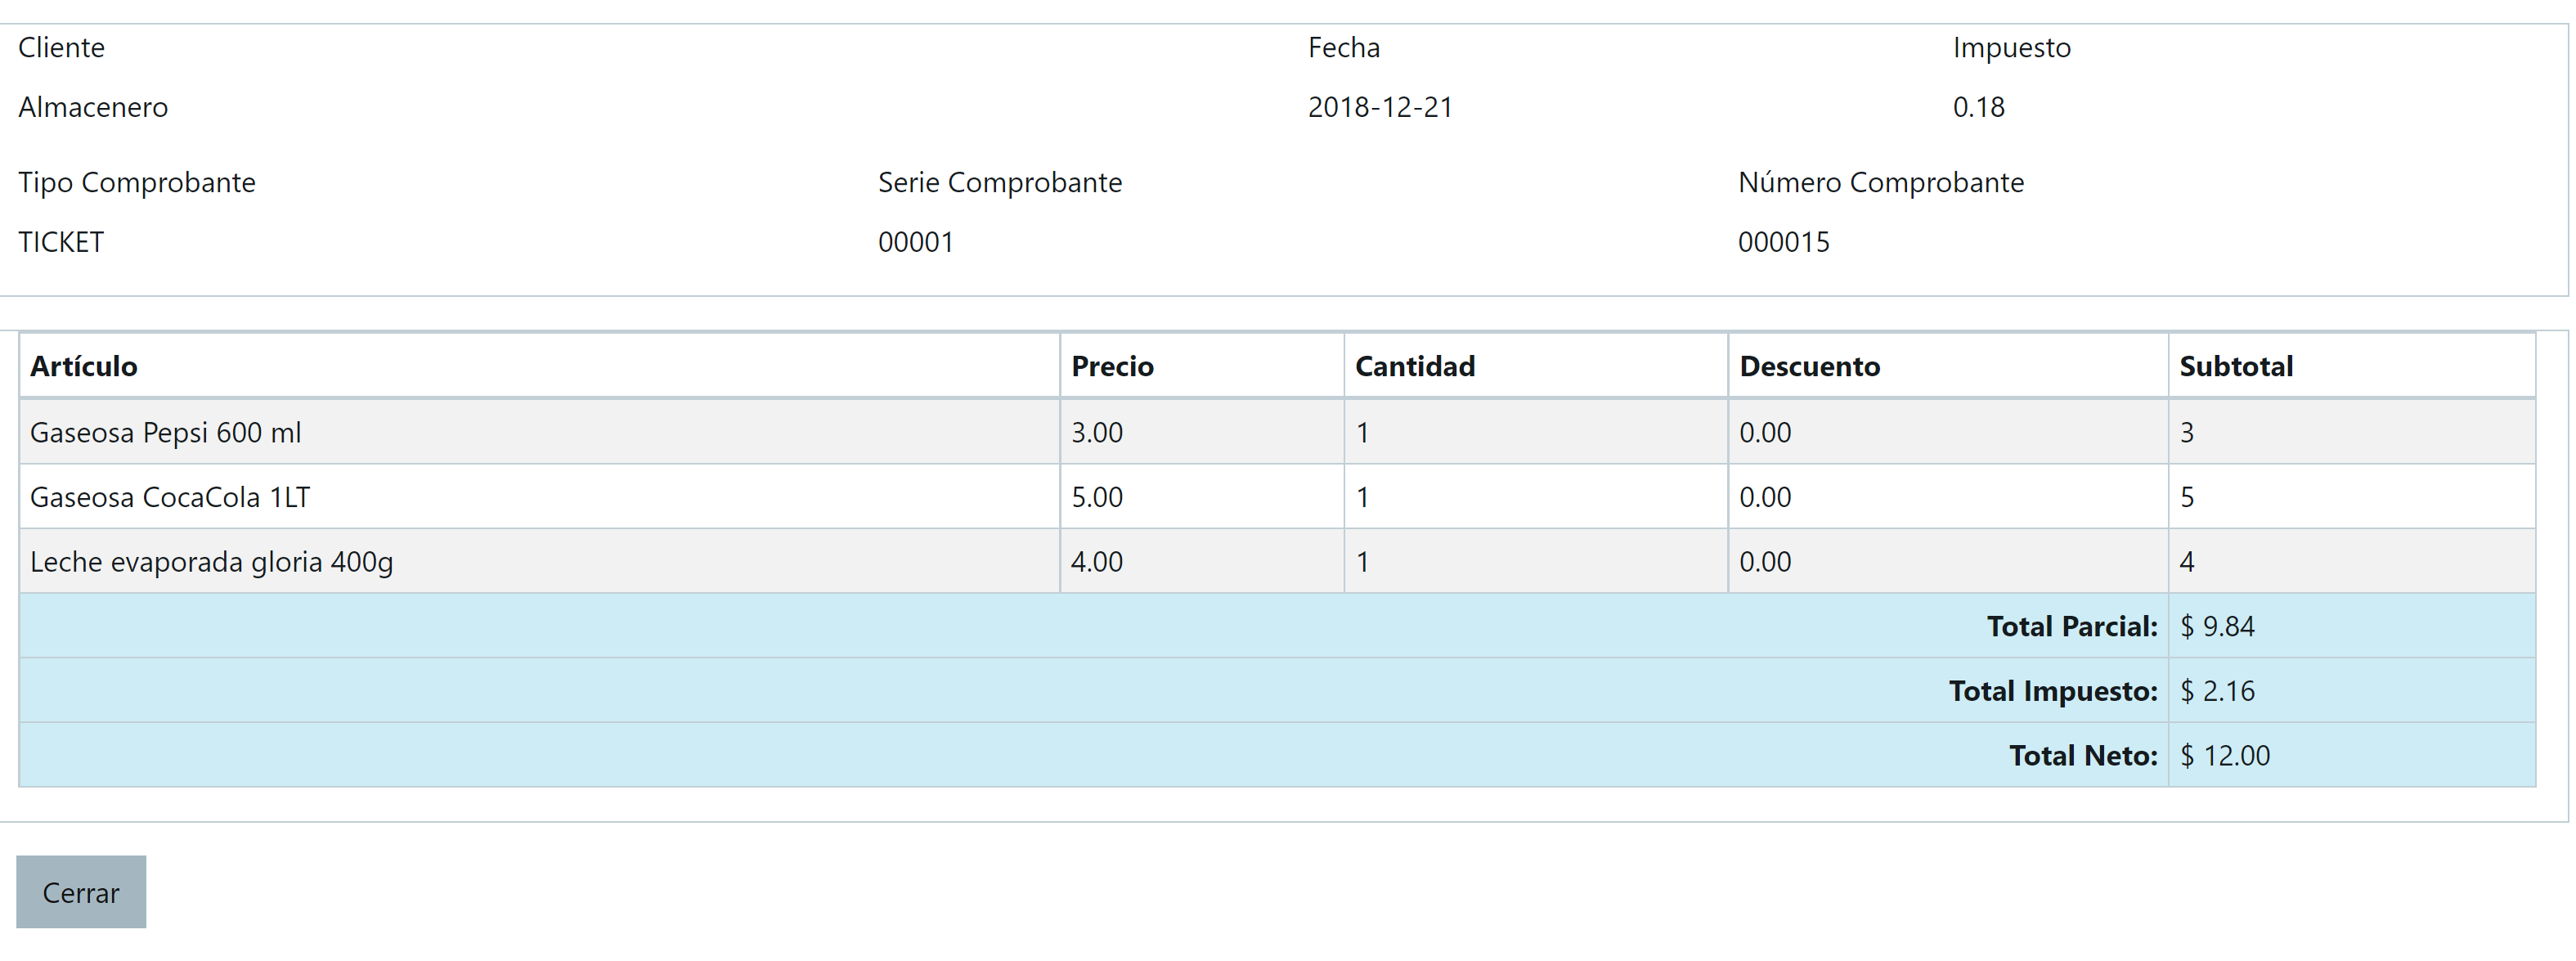 Cliente Fecha Impuesto
Almacenero 2018-12-21 0.18
Tipo Comprobante Serie Comprobante Número Comprobante
TICKET 00001 000015
Artículo Precio Cantidad Descuento Subtotal
Gaseosa Pepsi 600 ml 3.00 1 0.00 3
Gaseosa CocaCola 1LT 5.00 1 0.00 5
Leche evaporada gloria 400g 4.00 1 0.00 4
Total Parcial: $ 9.84
Total Impuesto: $ 2.16
Total Neto: $ 12.00
Cerrar